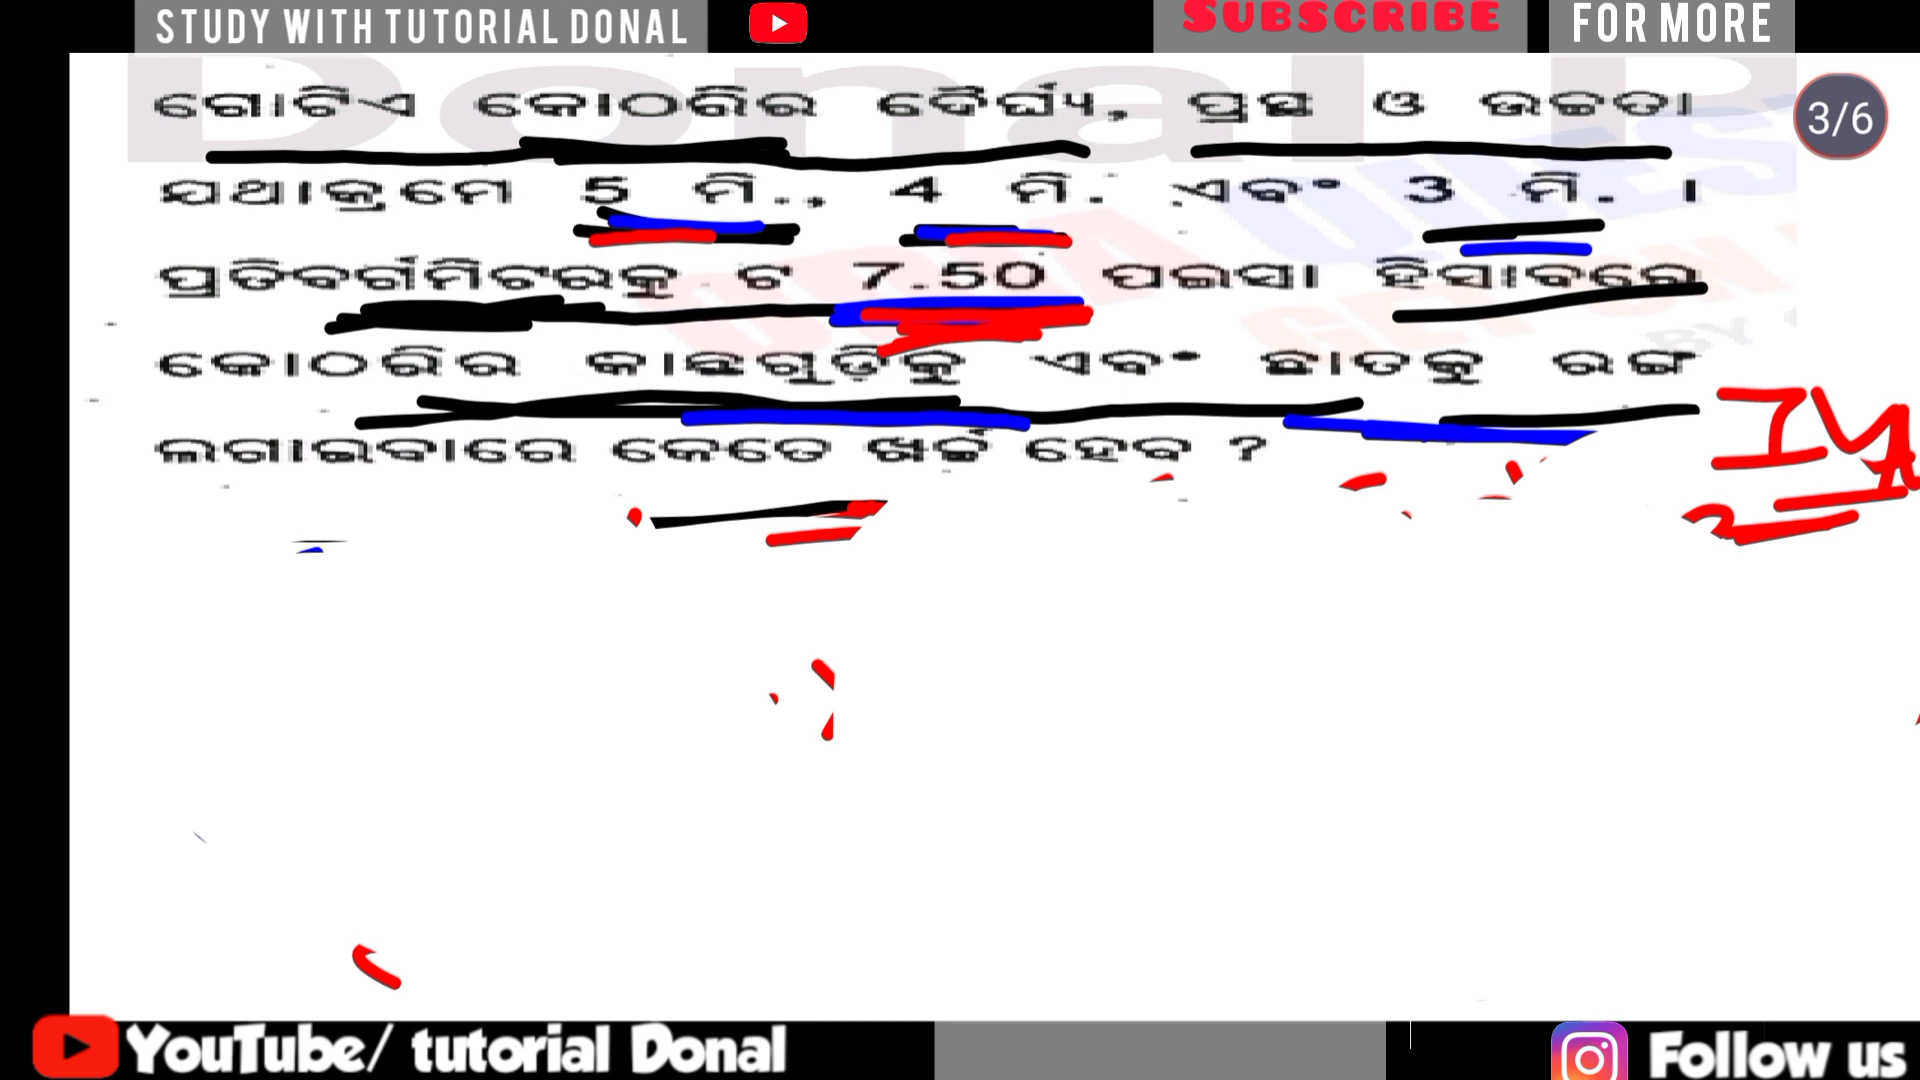 STUDY WITH TUTORIAL DONAL SUBSCRIBE FOR MORE
ଗୋଟିଏ କୋଠରିର ଦୈର୍ଘ୍ୟ, ପ୍ରସ୍ଥ ଓ ଉଚ୍ଚତା
3/6
ଯଥାକ୍ରମେ 5 ମି., 4 ମି. ଏବଂ 3 ମି. ।
ପ୍ରତିବର୍ଗମିଟରକୁ ଟ 7.50 ପଇସା ହିସାବରେ
କୋଠରିର କାନ୍ଥଗୁଡିକୁ ଏବଂ ଛାତକୁ ରଙ୍ଗ
ଲଗାଇବାରେ କେତେ ଖର୍ଚ୍ଚ ହେବ ?
YouTube/ tutorial Donal Follow us